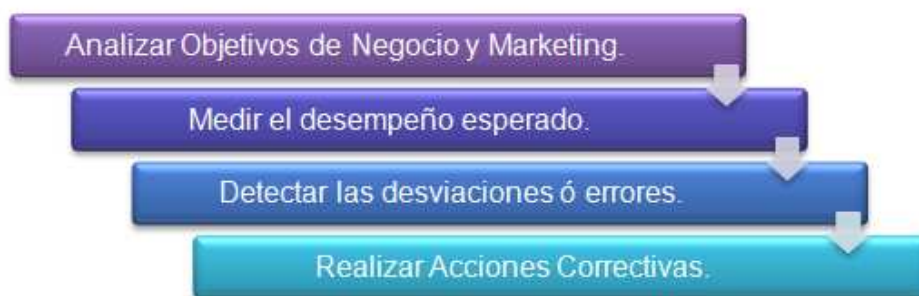 Analizar Objetivos de Negocio y Marketing.
Medir el desempeño esperado.
Detectar las desviaciones ó errores.
Realizar Acciones Correctivas.